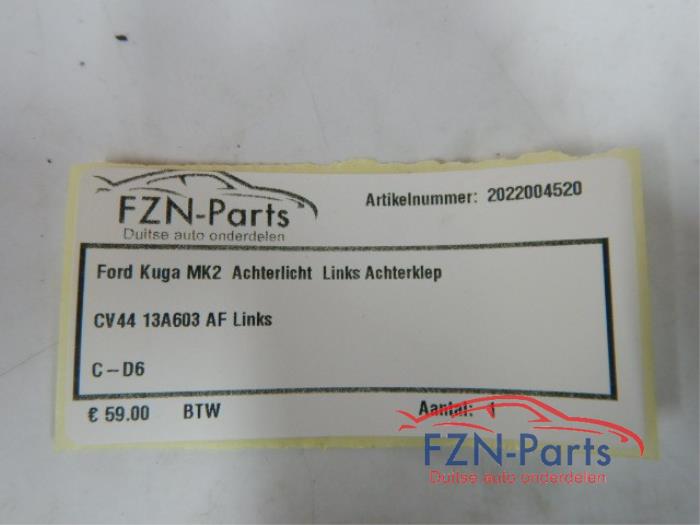 FZN-Parts
Duitse auto onderdelen
Artikelnummer: 2022004520
Ford Kuga MK2 Achterlicht Links Achterklep
CV44 13A603 AF Links
C-D6
€ 59.00 BTW Aantal: 1
FZN-Parts
Duitse auto onderdelen